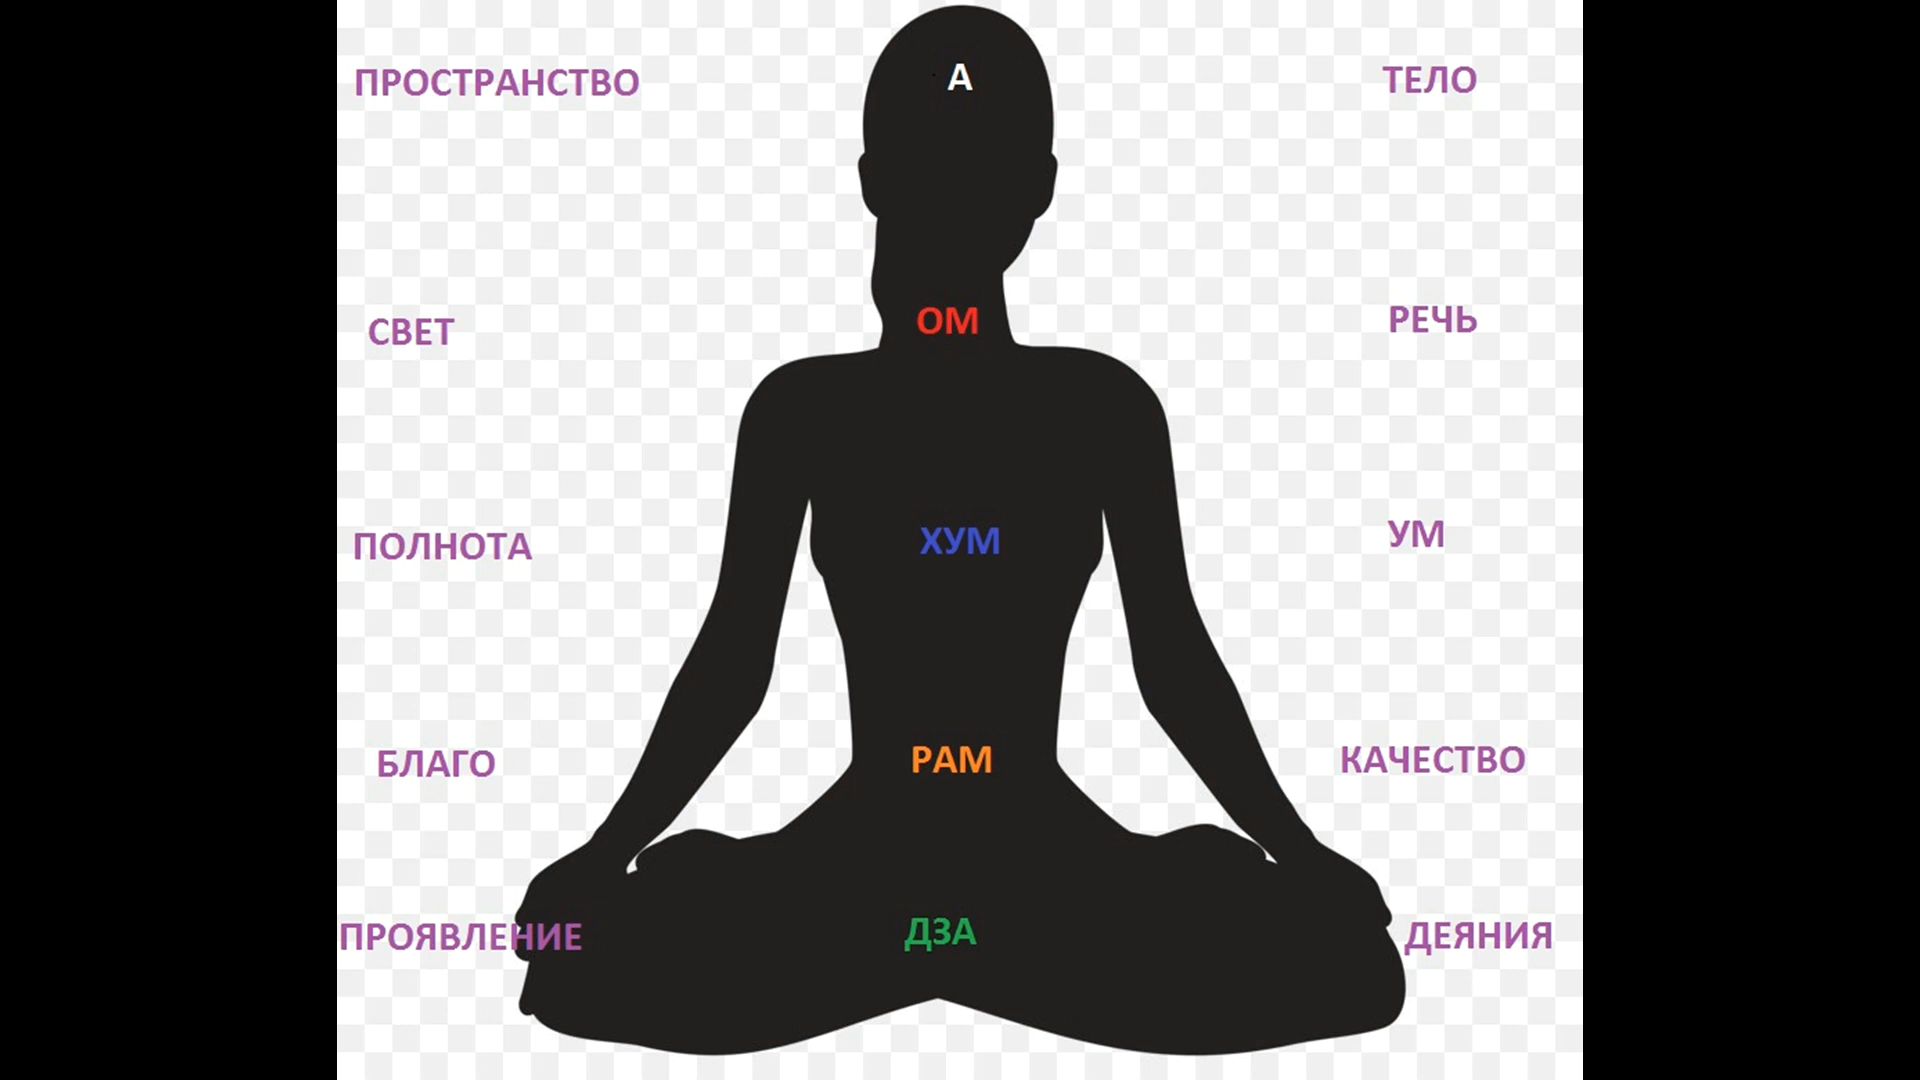 ПРОСТРАНСТВО А ТЕЛО
СВЕТ ОМ РЕЧЬ
ПОЛНОТА ХУМ УМ
БЛАГО РАМ КАЧЕСТВО
ПРОЯВЛЕНИЕ ДЗА ДЕЯНИЯ